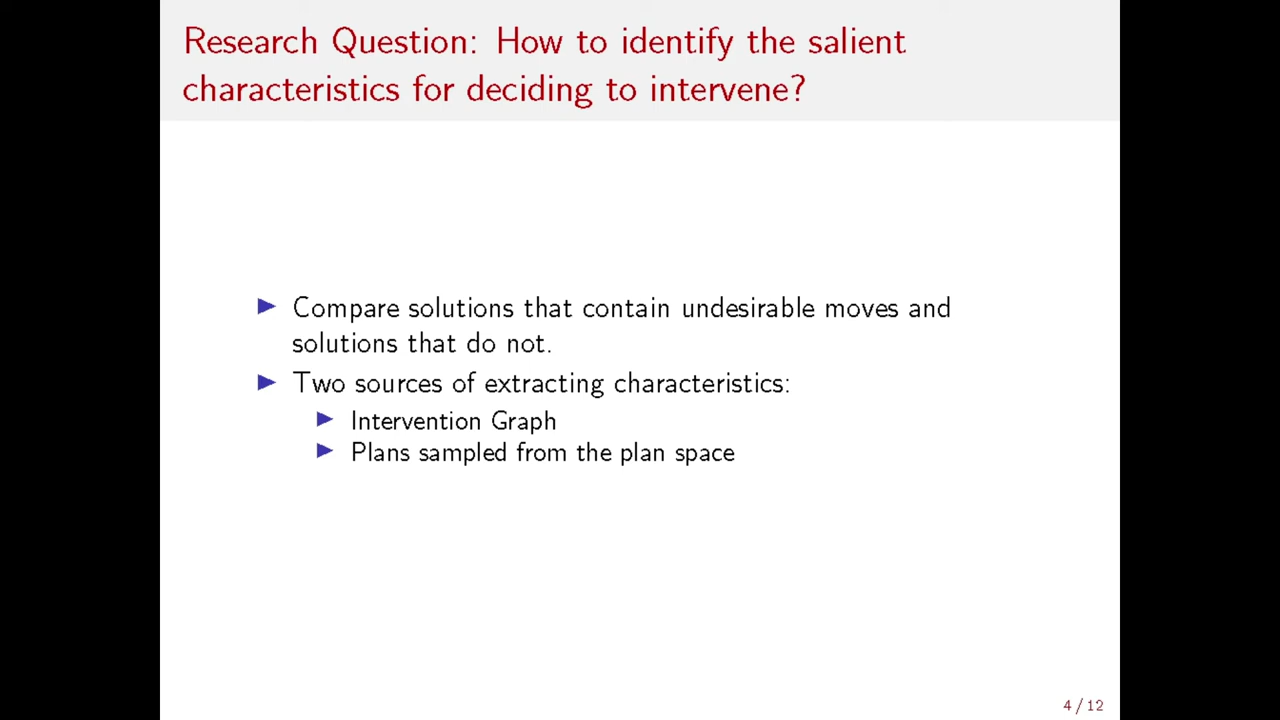 Research Question: How to identify the salient
characteristics for deciding to intervene?
Compare solutions that contain undesirable moves and
solutions that do not.
Two sources of extracting characteristics:
Intervention Graph
Plans sampled from the plan space
4 / 12